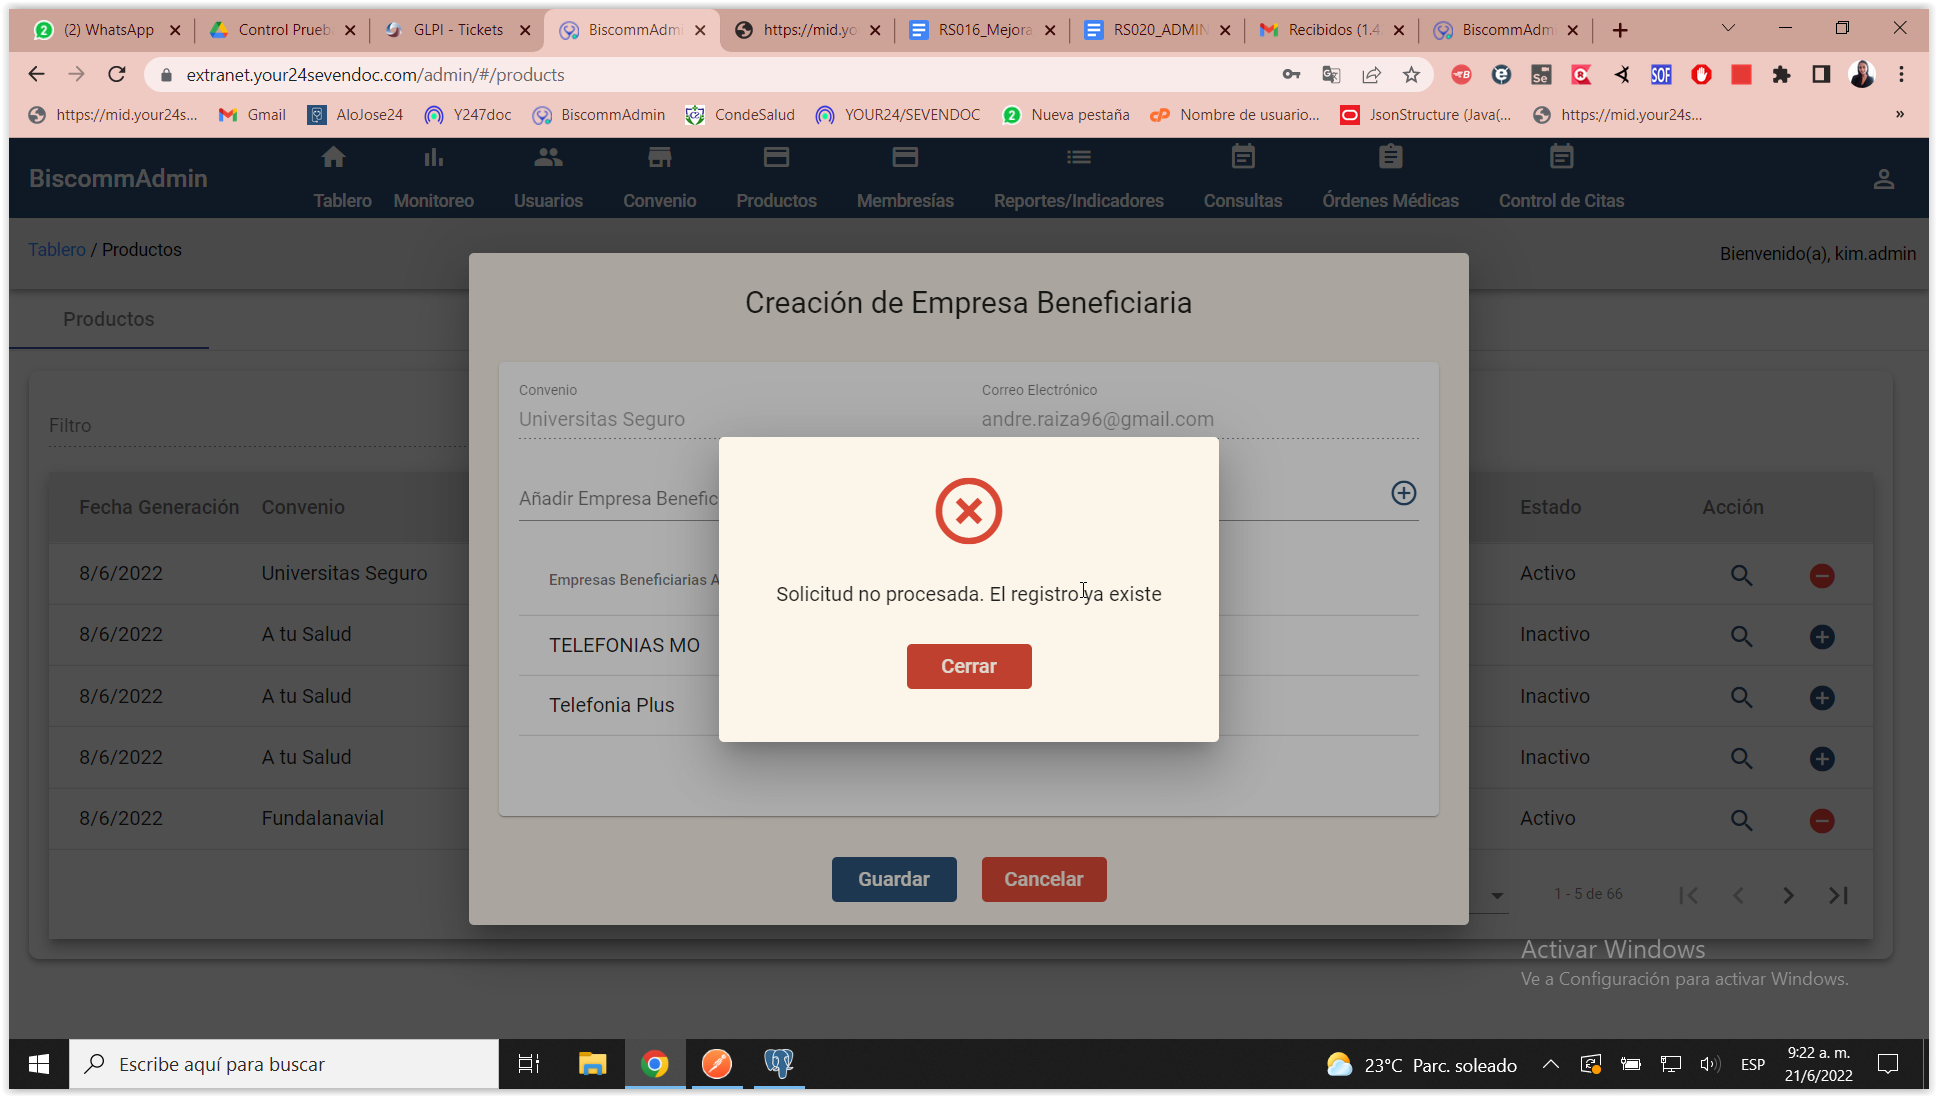 (2) WhatsApp
Control Prueb
GLPI - Tickets
BiscommAdmi
https://mid.yo
RS016_Mejora
RS020_ADMIN
Recibidos (1.4
BiscommAdm
extranet.your24sevendoc.com/admin/#/products
https://mid.your24s...
Gmail
AloJose24
Y247doc
BiscommAdmin
CondeSalud
YOUR24/SEVENDOC
Nueva pestaña
Nombre de usuario...
JsonStructure (Java(...
https://mid.your24s...
»
BiscommAdmin
Tablero
Monitoreo
Usuarios
Convenio
Productos
Membresías
Reportes/Indicadores
Consultas
Órdenes Médicas
Control de Citas
Tablero / Productos
Bienvenido(a), kim.admin
Productos
Creación de Empresa Beneficiaria
Convenio
Correo Electrónico
Universitas Seguro
andre.raiza96@gmail.com
Filtro
Añadir Empresa Benefic
Fecha Generación
Convenio
Estado
Acción
Empresas Beneficiarias A
Solicitud no procesada. El registro ya existe
Cerrar
8/6/2022
Universitas Seguro
Activo
8/6/2022
A tu Salud
TELEFONIAS MO
Inactivo
8/6/2022
A tu Salud
Telefonia Plus
Inactivo
8/6/2022
A tu Salud
Inactivo
8/6/2022
Fundalanavial
Activo
Guardar
Cancelar
1 - 5 de 66
Activar Windows
Ve a Configuración para activar Windows.
Escribe aquí para buscar
23°C Parc. soleado
ESP
9:22 a. m.
21/6/2022